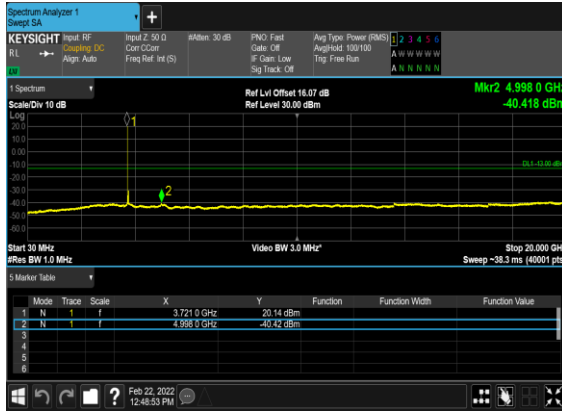 Spectrum Analyzer 1
Swept SA
KEYSIGHT Input: RF Input Z: 50 Ω #Atten: 30 dB PNO: Fast Avg Type: Power (RMS) 1 2 3 4 5 6
RL Coupling: DC Corr CCorr Gate: Off Avg|Hold: 100/100 A W W W W W
Align: Auto Freq Ref: Int (S) IF Gain: Low Trig: Free Run
Sig Track: Off A N N N N N
LU
1 Spectrum Ref Lvl Offset 16.07 dB Mkr2 4.998 0 GHz
Scale/Div 10 dB Ref Level 30.00 dBm -40.418 dBm
Log
20.0
10.0
0.00
-10.0
-20.0
-30.0
-40.0
-50.0
-60.0
1
DL1 -13.00 dBm
2
Start 30 MHz Video BW 3.0 MHz* Stop 20.000 GHz
#Res BW 1.0 MHz Sweep ~38.3 ms (40001 pts)
5 Marker Table
Mode Trace Scale X Y Function Function Width Function Value
1 N 1 f 3.721 0 GHz 20.14 dBm
2 N 1 f 4.998 0 GHz -40.42 dBm
3
4
5
6
? Feb 22, 2022
12:48:53 PM